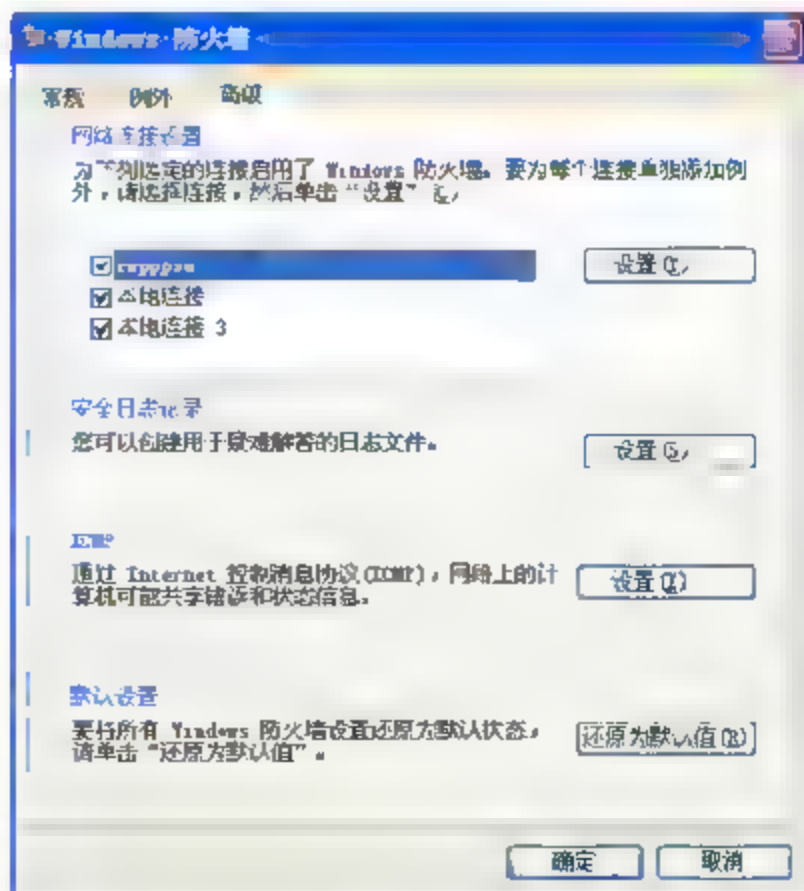 Windows 防火墙
常规 例外 高级
网络连接设置
为下列选定的连接启用了 Windows 防火墙。要为每个连接单独添加例
外，请选择连接，然后单击“设置”
设置
本地连接
本地连接 3
安全日志记录
您可以创建用于疑难解答的日志文件。
设置
ICMP
通过 Internet 控制消息协议(ICMP)，网络上的计
算机可能共享错误和状态信息。
设置
默认设置
要将所有 Windows 防火墙设置还原为默认状态，
请单击“还原为默认值”。
还原为默认值(R)
确定 取消